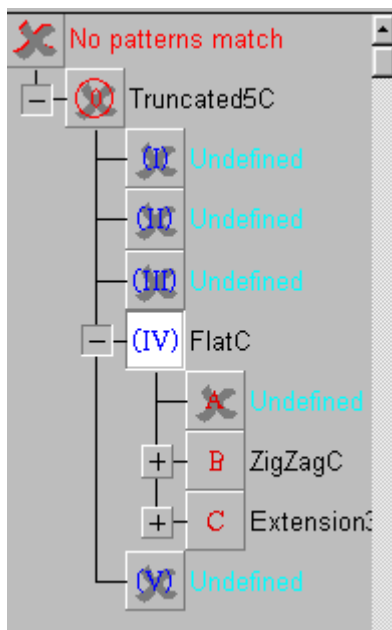 No patterns match
0 Truncated5C
(I) Undefined
(II) Undefined
(III) Undefined
(IV) FlatC
A Undefined
B ZigZagC
C Extension3
(V) Undefined